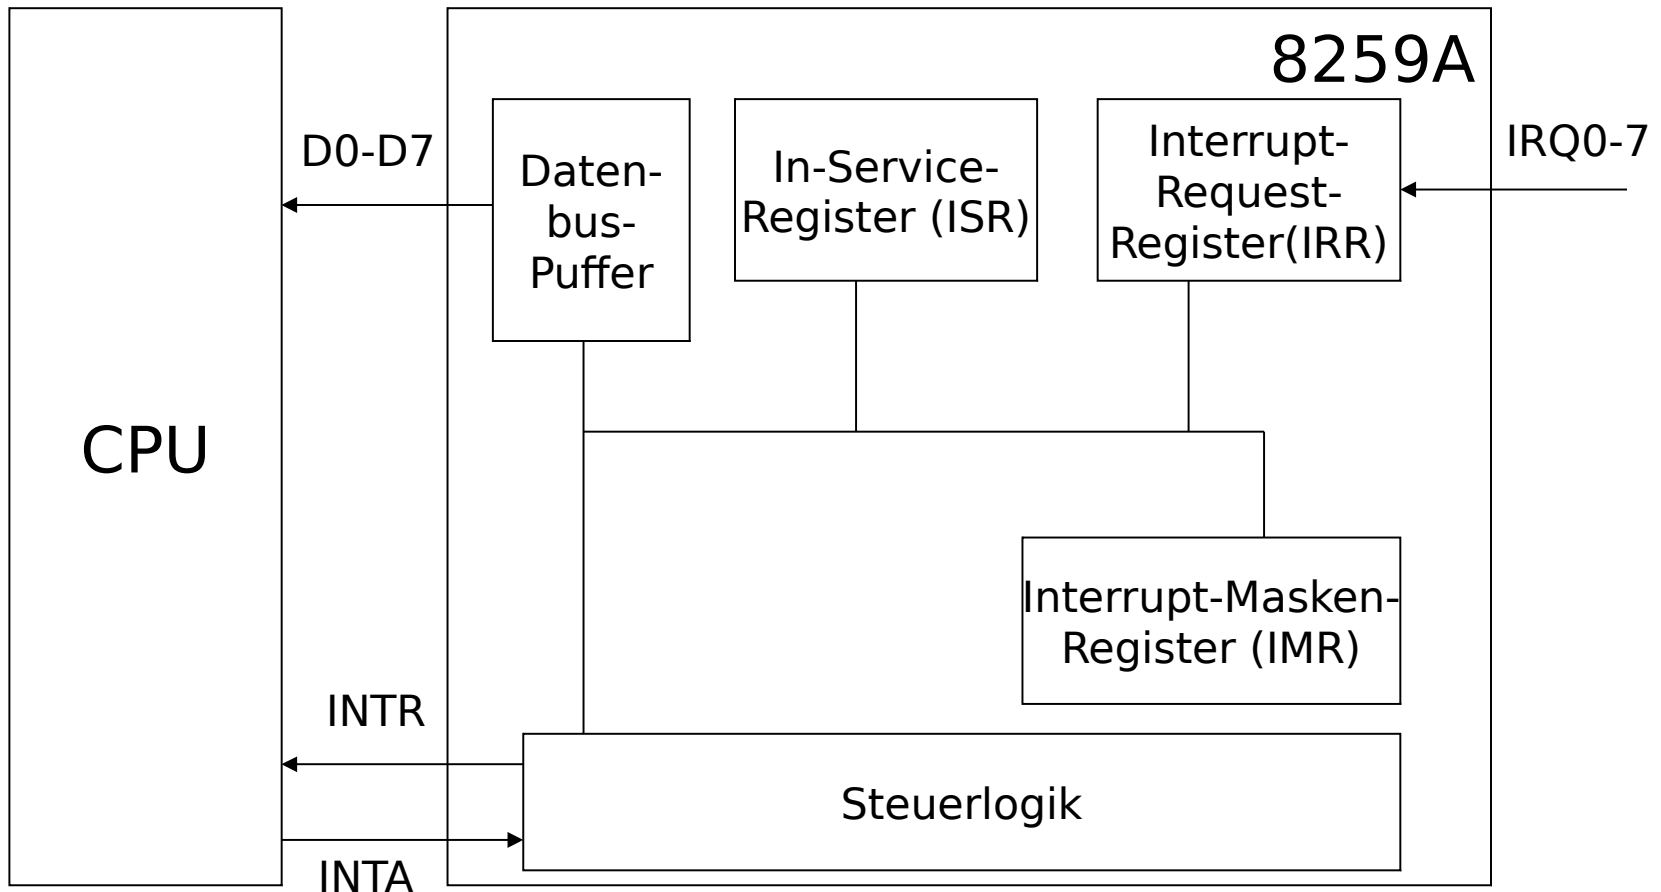 8259A
D0-D7
Daten-
bus-
Puffer
In-Service-
Register (ISR)
Interrupt-
Request-
Register(IRR)
IRQ0-7
CPU
Interrupt-Masken-
Register (IMR)
INTR
Steuerlogik
INTA